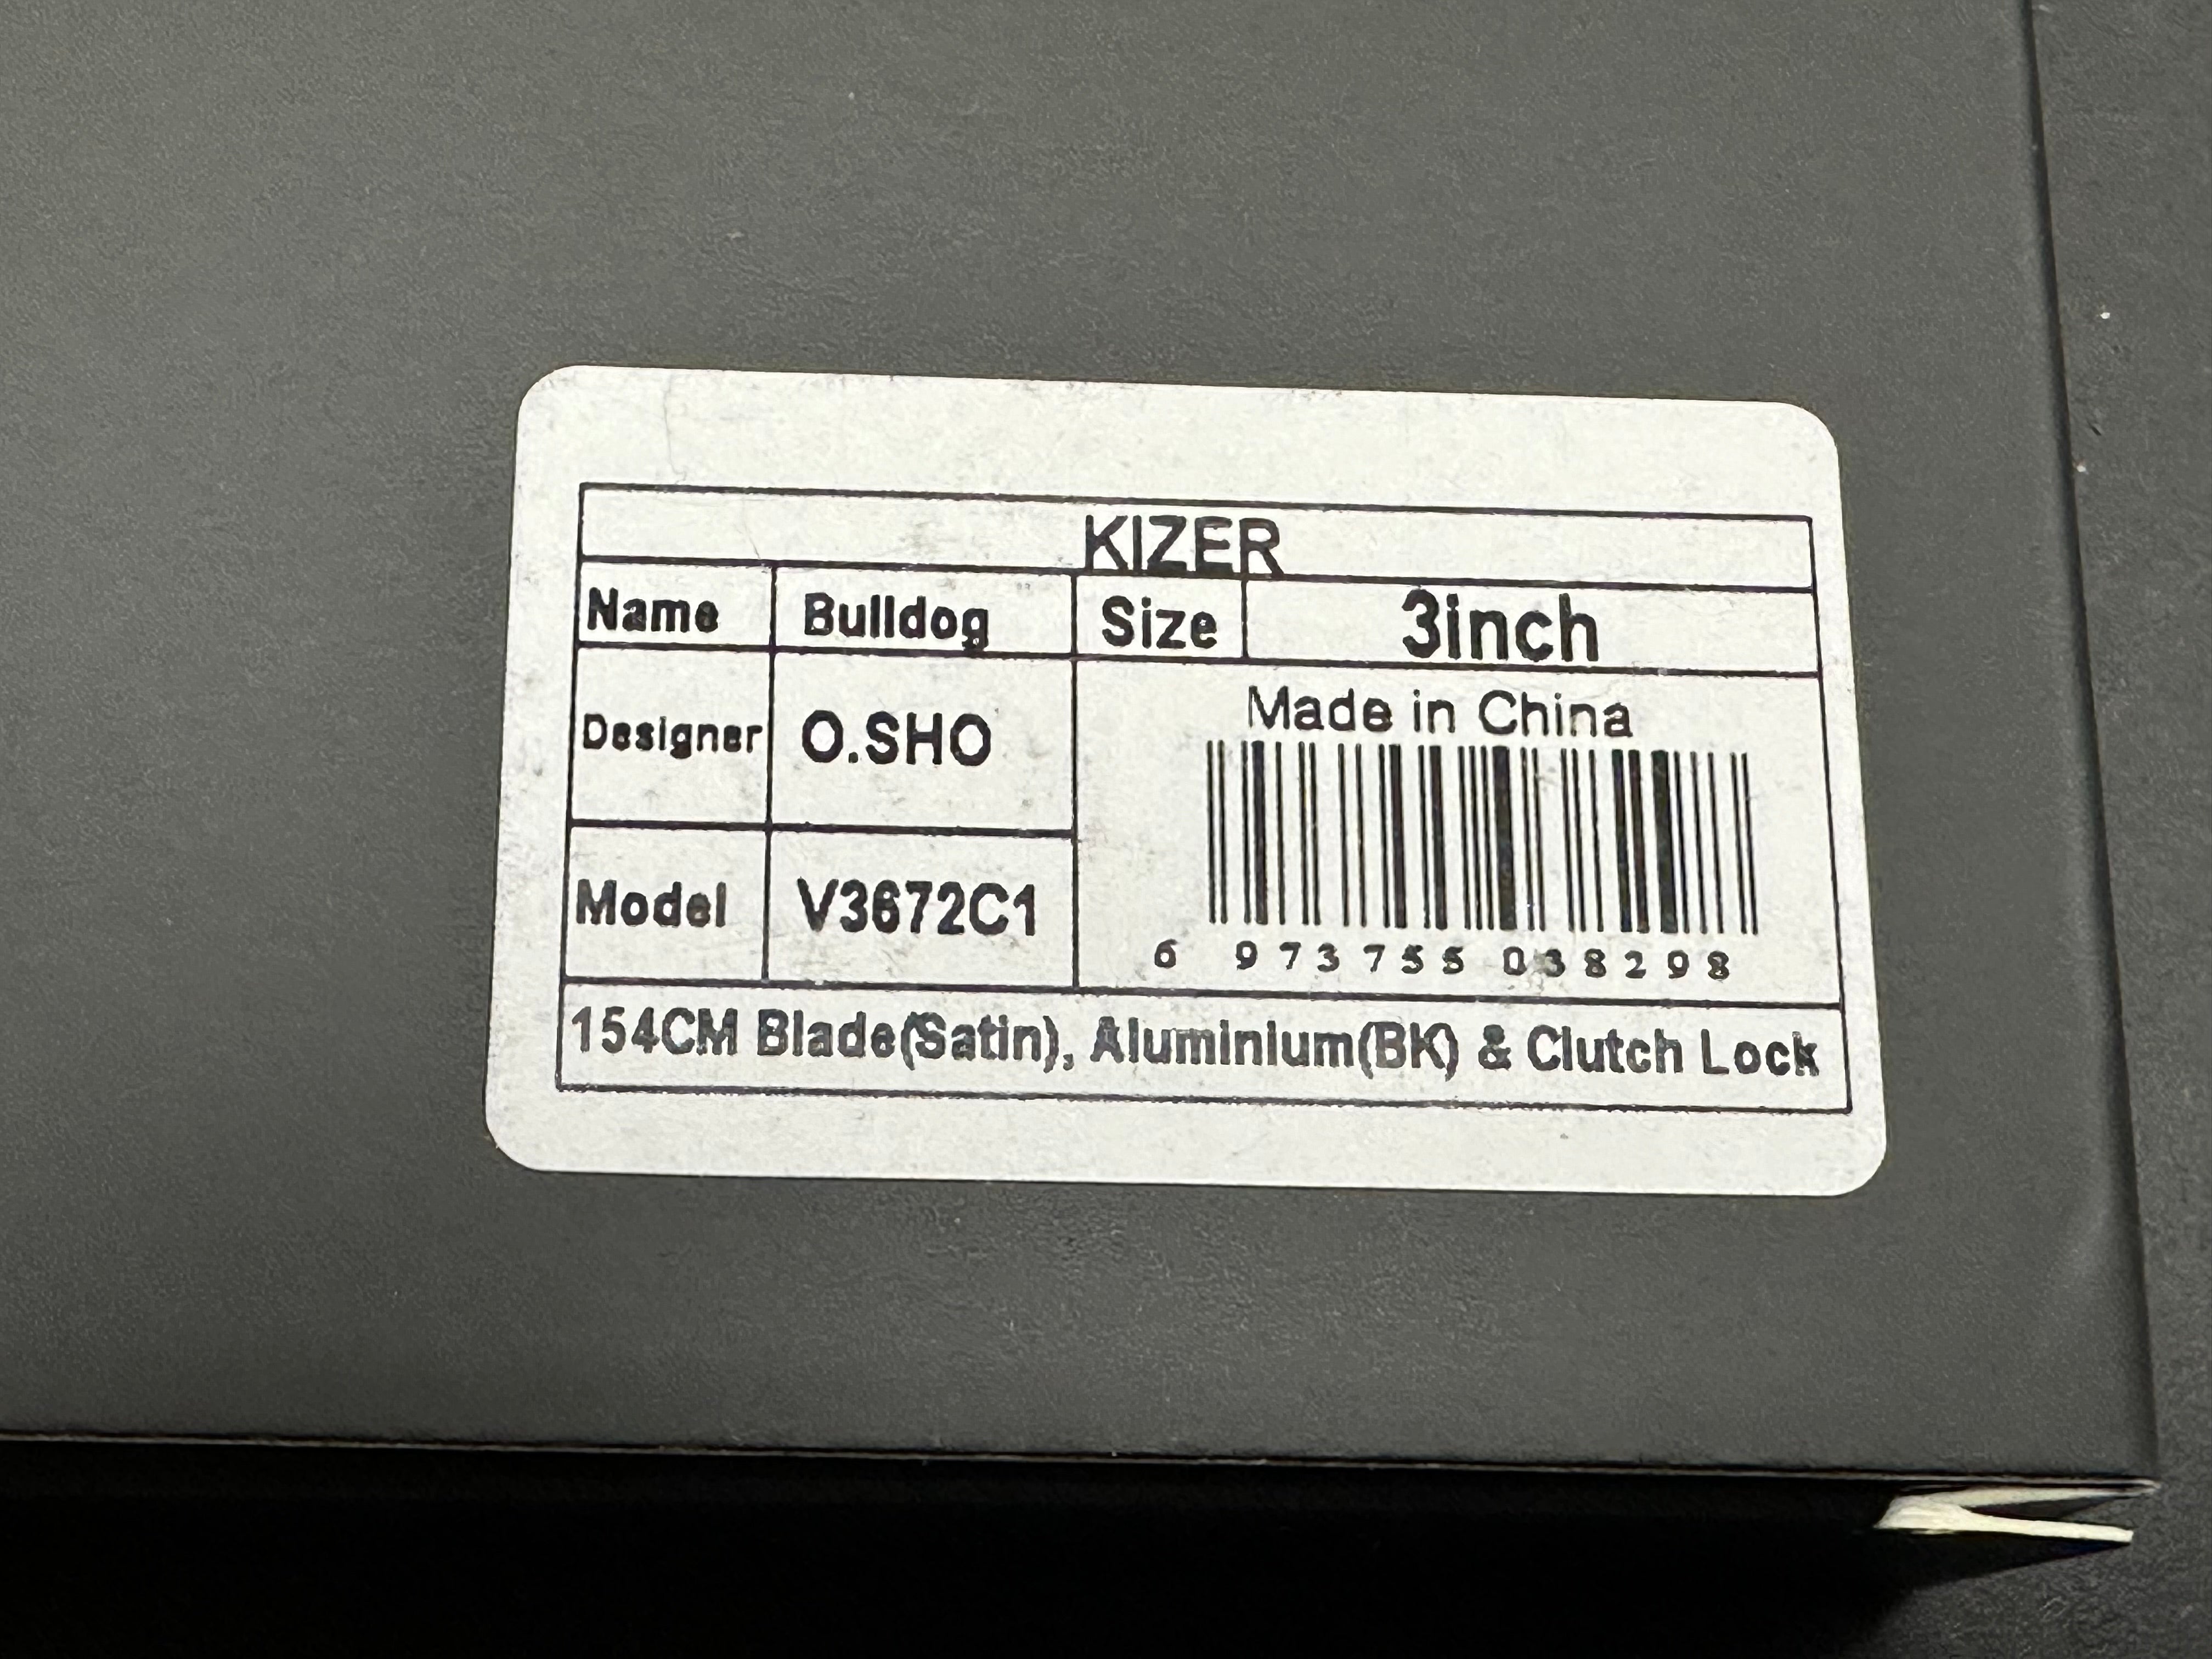 KIZER
Name Bulldog Size 3inch
Designer O.SHO
Made in China
Model V3672C1
6 973755 038298
154CM Blade(Satin), Aluminium(BK) & Clutch Lock